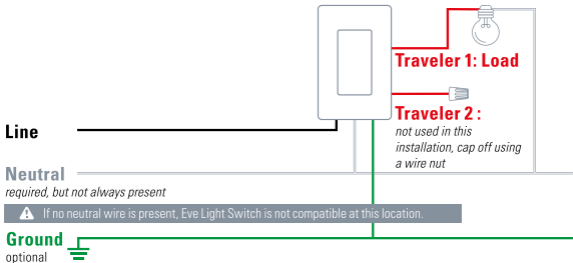 Traveler 1: Load
Traveler 2 :
not used in this
installation, cap off using
a wire nut
Line
Neutral
required, but not always present
If no neutral wire is present, Eve Light Switch is not compatible at this location.
Ground
optional